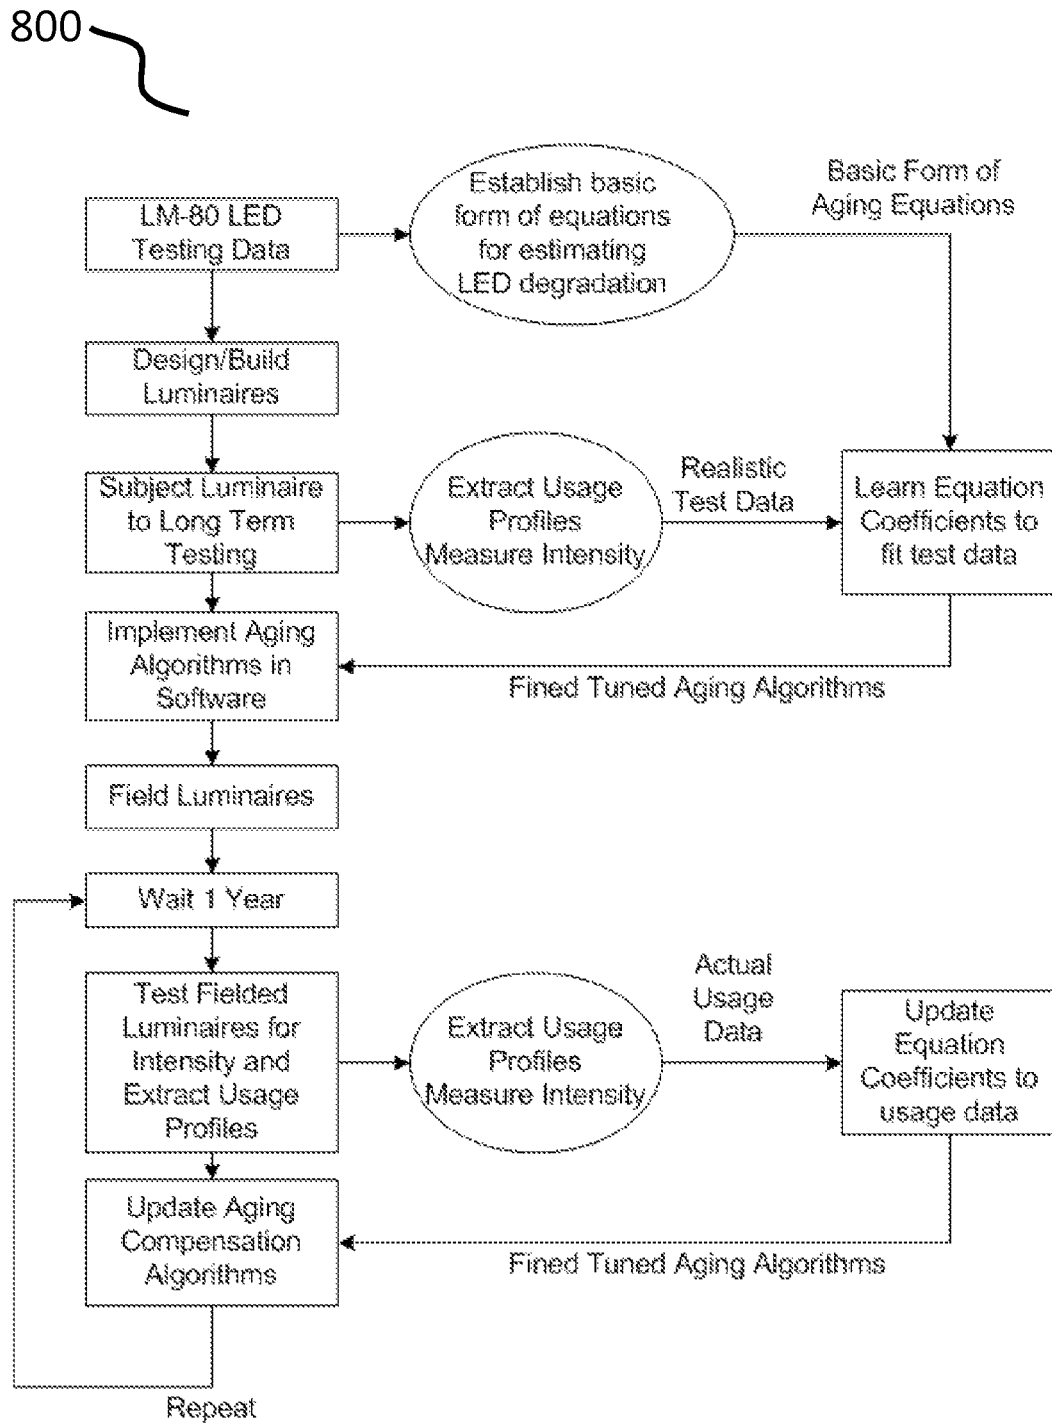 800
LM-80 LED
Testing Data
Establish basic
form of equations
for estimating
LED degradation
Basic Form of
Aging Equations
Design/Build
Luminaires
Subject Luminaire
to Long Term
Testing
Extract Usage
Profiles
Measure Intensity
Realistic
Test Data
Learn Equation
Coefficients to
fit test data
Implement Aging
Algorithms in
Software
Fined Tuned Aging Algorithms
Field Luminaires
Wait 1 Year
Test Fielded
Luminaires for
Intensity and
Extract Usage
Profiles
Extract Usage
Profiles
Measure Intensity
Actual
Usage
Data
Update
Equation
Coefficients to
usage data
Update Aging
Compensation
Algorithms
Fined Tuned Aging Algorithms
Repeat